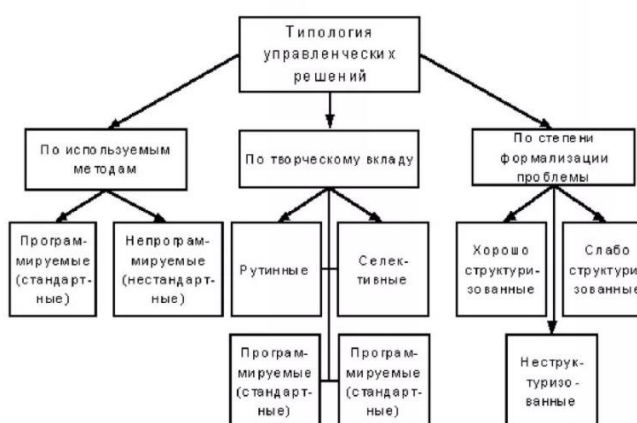 Типология
управленческих
решений
По используемым
методам
По творческому вкладу
По степени
формализации
проблемы
Програм-
мируемые
(стандарт-
ные)
Непрограм-
мируемые
(нестандарт-
ные)
Рутинные
Селек-
тивные
Хорошо
структури-
зованные
Слабо
структури
зованные
Програм-
мируемые
(стандарт-
ные)
Програм-
мируемые
(стандарт-
ные)
Неструк-
туризо-
ванные